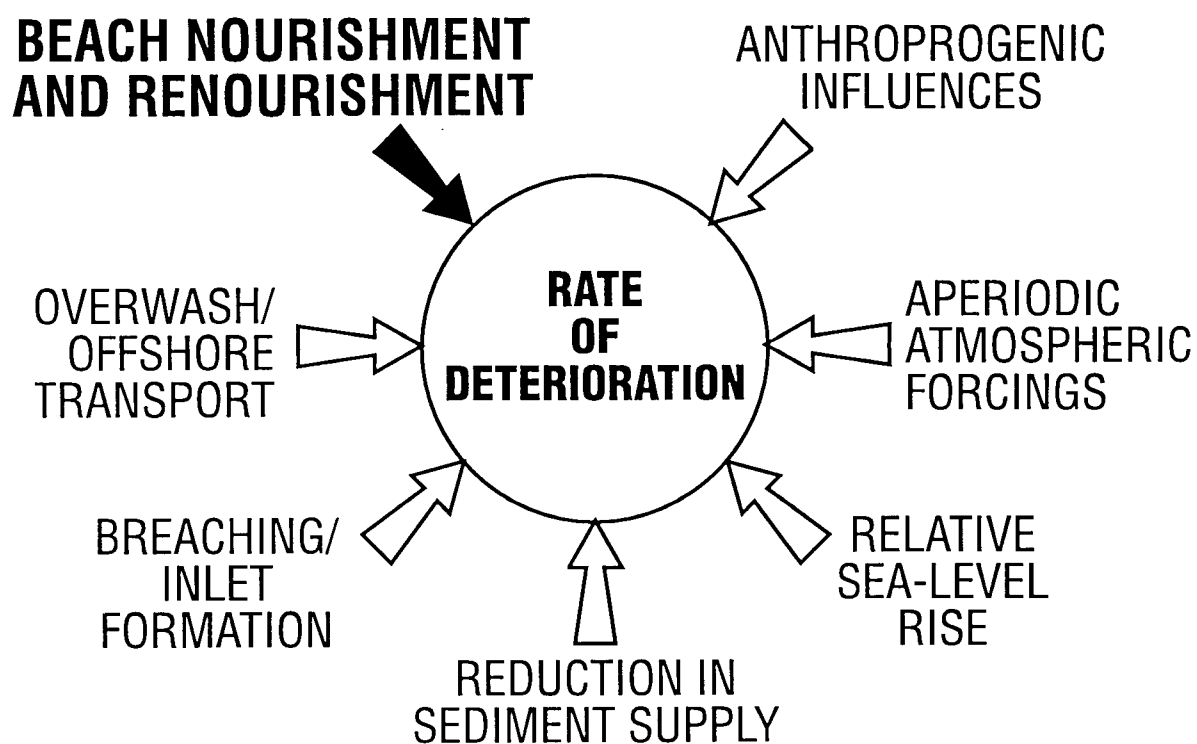 BEACH NOURISHMENT
AND RENOURISHMENT
ANTHROPROGENIC
INFLUENCES
OVERWASH/
OFFSHORE
TRANSPORT
RATE
OF
DETERIORATION
APERIODIC
ATMOSPHERIC
FORCINGS
BREACHING/
INLET
FORMATION
RELATIVE
SEA-LEVEL
RISE
REDUCTION IN
SEDIMENT SUPPLY